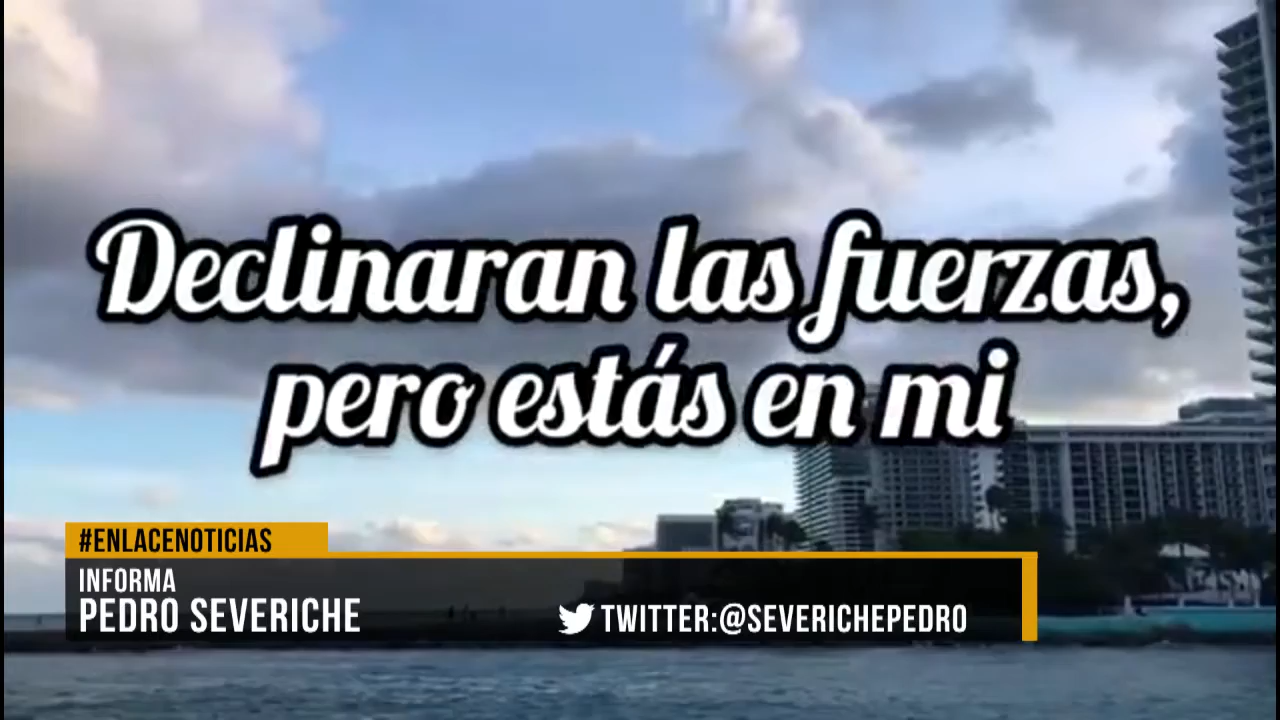 Declinaran las fuerzas,
pero estás en mi
#ENLACENOTICIAS
INFORMA
PEDRO SEVERICHE
TWITTER:@SEVERICHEPEDRO